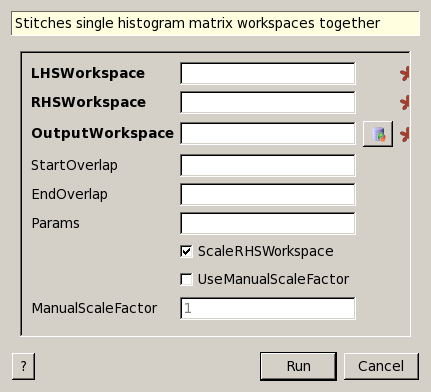 Stitches single histogram matrix workspaces together
LHSWorkspace
RHSWorkspace
OutputWorkspace
StartOverlap
EndOverlap
Params
ScaleRHSWorkspace
UseManualScaleFactor
ManualScaleFactor 1
? Run Cancel